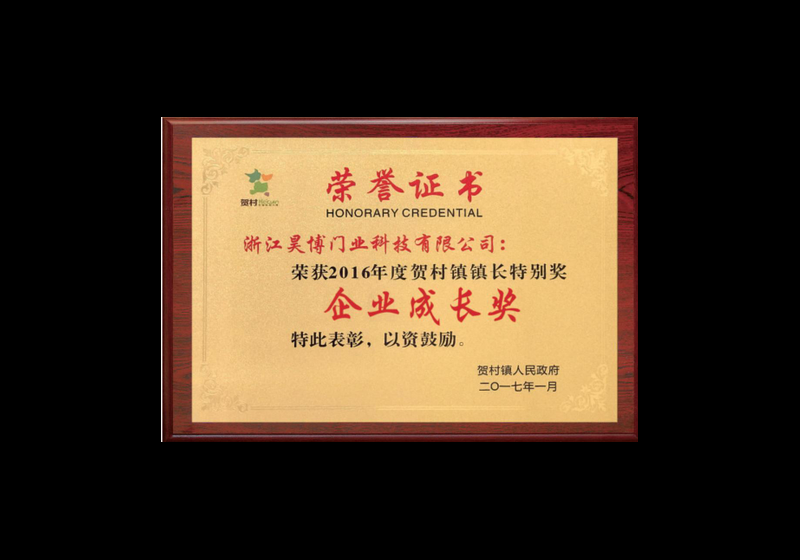 荣誉证书
HONORARY CREDENTIAL
贺村
浙江昊博门业科技有限公司：
荣获2016年度贺村镇镇长特别奖
企业成长奖
特此表彰，以资鼓励。
贺村镇人民政府
二〇一七年一月